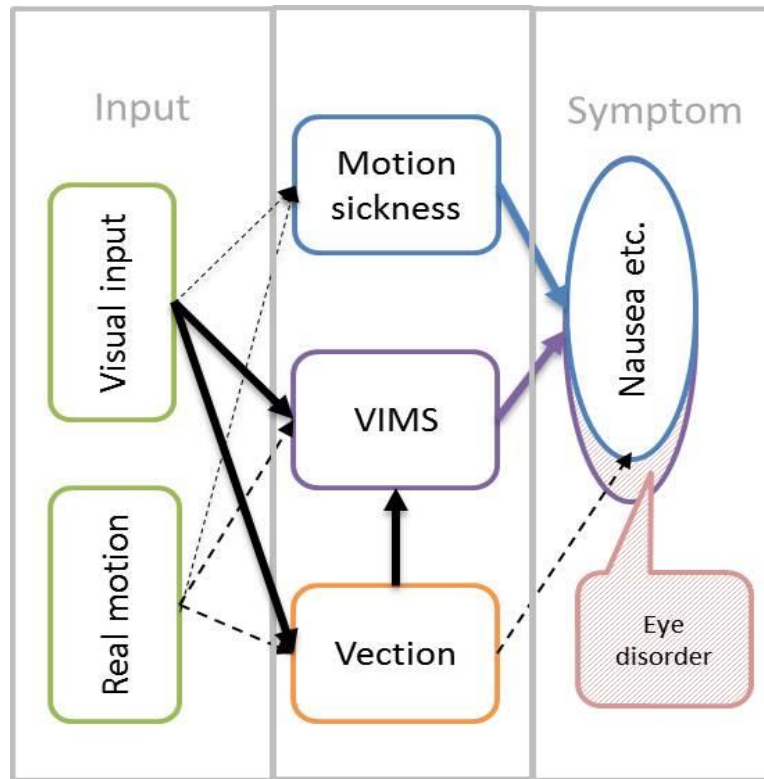 Input
Visual input
Real motion
Motion
sickness
VIMS
Vection
Symptom
Nausea etc.
Eye
disorder